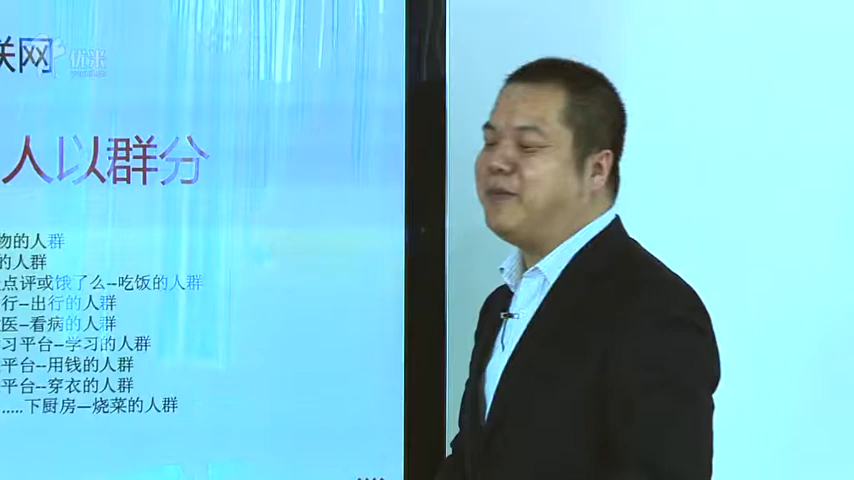 联网
优米
youmi.cn
人以群分
物的人群
的人群
点评或饿了么--吃饭的人群
行--出行的人群
医--看病的人群
习平台--学习的人群
平台--用钱的人群
平台--穿衣的人群
.....下厨房—烧菜的人群